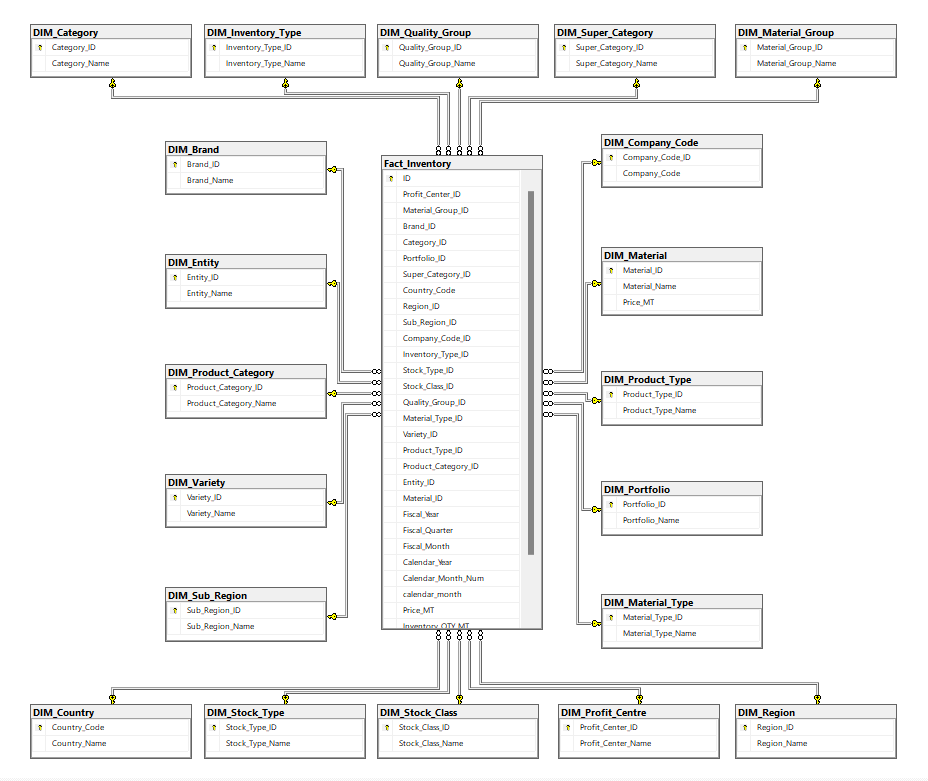 DIM_Category
Category_ID
Category_Name
DIM_Inventory_Type
Inventory_Type_ID
Inventory_Type_Name
DIM_Quality_Group
Quality_Group_ID
Quality_Group_Name
DIM_Super_Category
Super_Category_ID
Super_Category_Name
DIM_Material_Group
Material_Group_ID
Material_Group_Name
DIM_Brand
Brand_ID
Brand_Name
DIM_Entity
Entity_ID
Entity_Name
DIM_Product_Category
Product_Category_ID
Product_Category_Name
DIM_Variety
Variety_ID
Variety_Name
DIM_Sub_Region
Sub_Region_ID
Sub_Region_Name
Fact_Inventory
ID
Profit_Center_ID
Material_Group_ID
Brand_ID
Category_ID
Portfolio_ID
Super_Category_ID
Country_Code
Region_ID
Sub_Region_ID
Company_Code_ID
Inventory_Type_ID
Stock_Type_ID
Stock_Class_ID
Quality_Group_ID
Material_Type_ID
Variety_ID
Product_Type_ID
Product_Category_ID
Entity_ID
Material_ID
Fiscal_Year
Fiscal_Quarter
Fiscal_Month
Calendar_Year
Calendar_Month_Num
calendar_month
Price_MT
Inventory_QTY_MT
DIM_Company_Code
Company_Code_ID
Company_Code
DIM_Material
Material_ID
Material_Name
Price_MT
DIM_Product_Type
Product_Type_ID
Product_Type_Name
DIM_Portfolio
Portfolio_ID
Portfolio_Name
DIM_Material_Type
Material_Type_ID
Material_Type_Name
DIM_Country
Country_Code
Country_Name
DIM_Stock_Type
Stock_Type_ID
Stock_Type_Name
DIM_Stock_Class
Stock_Class_ID
Stock_Class_Name
DIM_Profit_Centre
Profit_Center_ID
Profit_Center_Name
DIM_Region
Region_ID
Region_Name